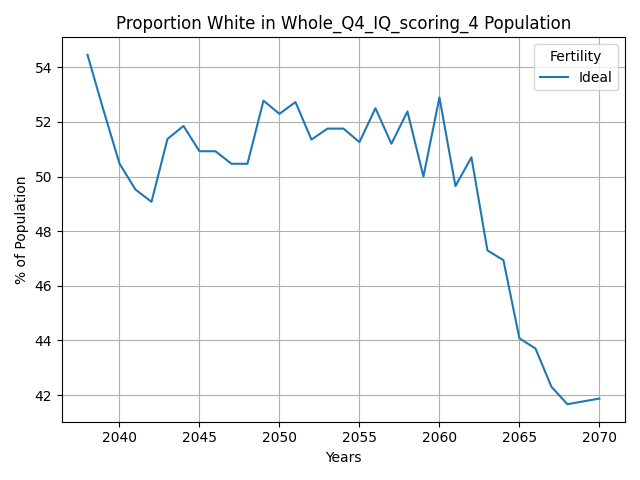 Proportion White in Whole_Q4_IQ_scoring_4 Population
Fertility
Ideal
% of Population
54
52
50
48
46
44
42
2040 2045 2050 2055 2060 2065 2070
Years